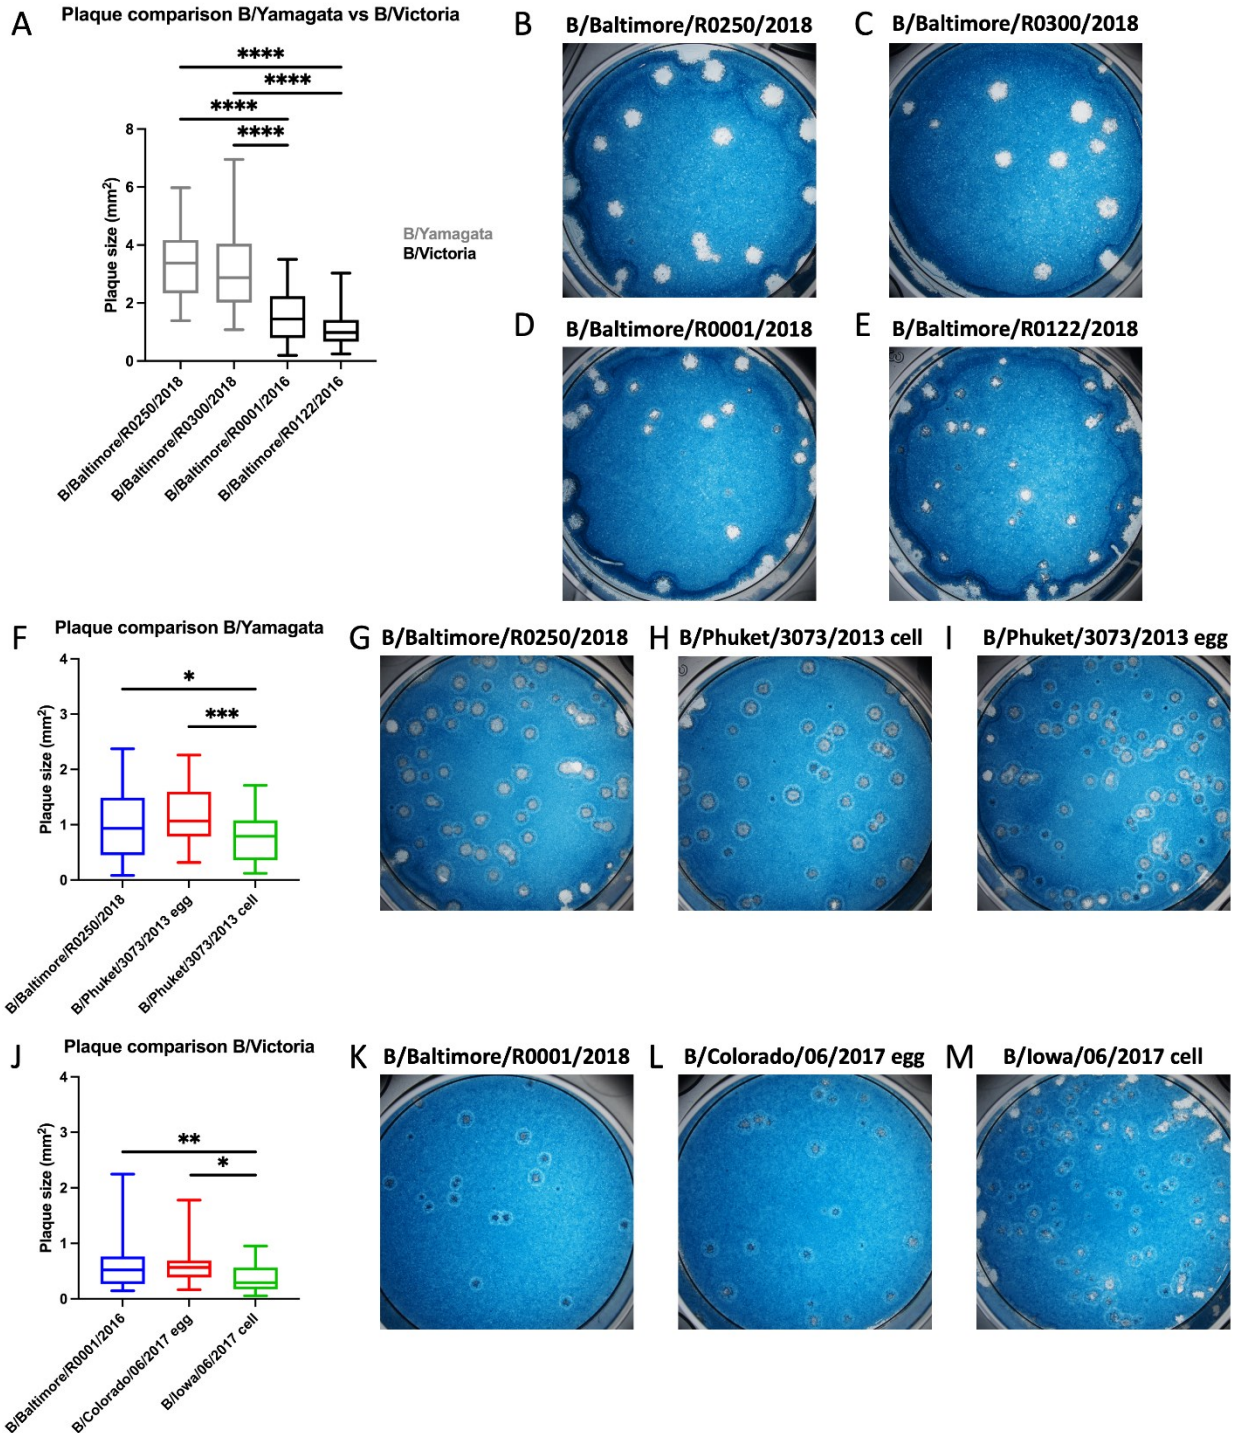 A
Plaque comparison B/Yamagata vs B/Victoria
****
****
****
****
Plaque size (mm²)
8
6
4
2
0
B/Baltimore/R0250/2018
B/Baltimore/R0300/2018
B/Baltimore/R0001/2016
B/Baltimore/R0122/2016
B/Yamagata
B/Victoria
B
B/Baltimore/R0250/2018
C
B/Baltimore/R0300/2018
D
B/Baltimore/R0001/2018
E
B/Baltimore/R0122/2018
F
Plaque comparison B/Yamagata
*
***
Plaque size (mm²)
4
3
2
1
0
B/Baltimore/R0250/2018
B/Phuket/3073/2013 egg
B/Phuket/3073/2013 cell
G
B/Baltimore/R0250/2018
H
B/Phuket/3073/2013 cell
I
B/Phuket/3073/2013 egg
J
Plaque comparison B/Victoria
**
*
Plaque size (mm²)
4
3
2
1
0
B/Baltimore/R0001/2016
B/Colorado/06/2017 egg
B/Iowa/06/2017 cell
K
B/Baltimore/R0001/2018
L
B/Colorado/06/2017 egg
M
B/Iowa/06/2017 cell